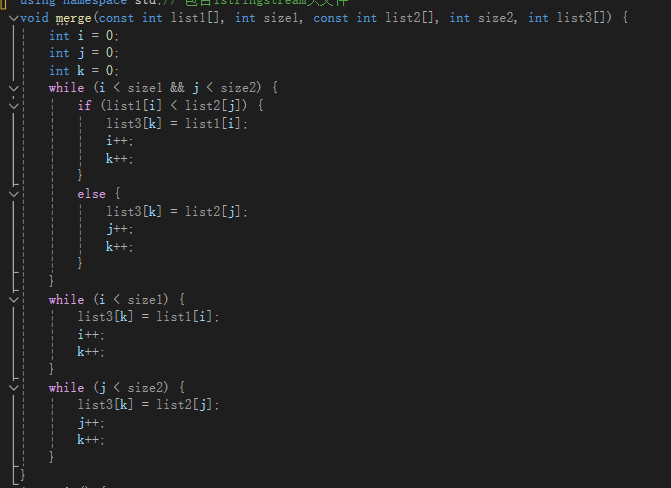 using namespace std;// 包含istringstream头文件
void merge(const int list1[], int size1, const int list2[], int size2, int list3[]) {
    int i = 0;
    int j = 0;
    int k = 0;
    while (i < size1 && j < size2) {
        if (list1[i] < list2[j]) {
            list3[k] = list1[i];
            i++;
            k++;
        }
        else {
            list3[k] = list2[j];
            j++;
            k++;
        }
    }
    while (i < size1) {
        list3[k] = list1[i];
        i++;
        k++;
    }
    while (j < size2) {
        list3[k] = list2[j];
        j++;
        k++;
    }
}